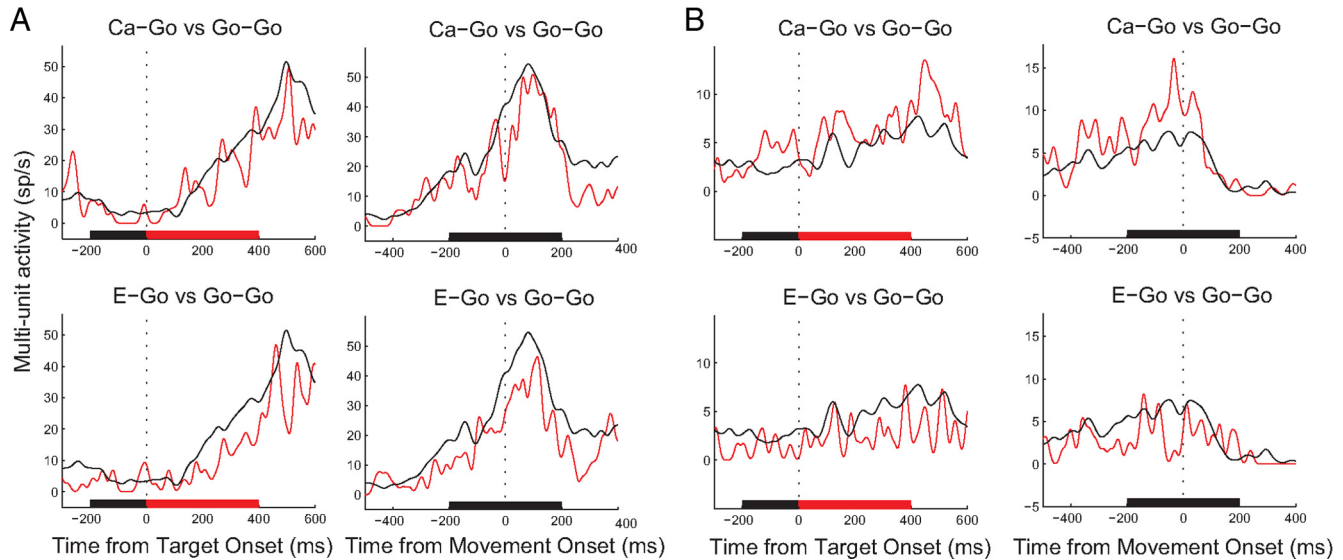 A
B
Ca−Go vs Go−Go
Ca−Go vs Go−Go
Ca−Go vs Go−Go
Ca−Go vs Go−Go
50
40
30
20
10
0
−200 0 200 400 600
50
40
30
20
10
0
−400 −200 0 200 400
10
5
0
−200 0 200 400 600
15
10
5
0
−5
−400 −200 0 200 400
Multi-unit activity (sp/s)
E−Go vs Go−Go
E−Go vs Go−Go
E−Go vs Go−Go
E−Go vs Go−Go
50
40
30
20
10
0
−200 0 200 400 600
50
40
30
20
10
0
−400 −200 0 200 400
10
5
0
−200 0 200 400 600
15
10
5
0
−5
−400 −200 0 200 400
Time from Target Onset (ms)
Time from Movement Onset (ms)
Time from Target Onset (ms)
Time from Movement Onset (ms)